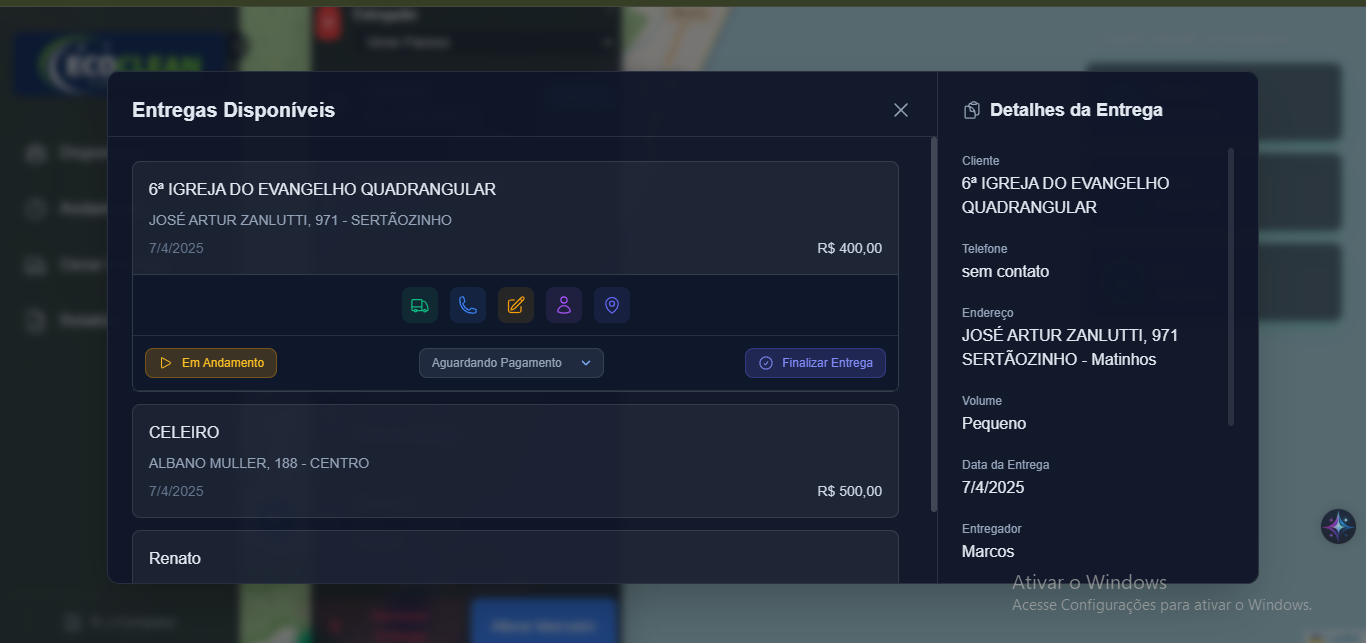 ECOCLEAN
Entregas Disponíveis
6ª IGREJA DO EVANGELHO QUADRANGULAR
JOSÉ ARTUR ZANLUTTI, 971 - SERTÃOZINHO
7/4/2025
R$ 400,00
Em Andamento
Aguardando Pagamento
Finalizar Entrega
CELEIRO
ALBANO MULLER, 188 - CENTRO
7/4/2025
R$ 500,00
Renato
Detalhes da Entrega
Cliente
6ª IGREJA DO EVANGELHO
QUADRANGULAR
Telefone
sem contato
Endereço
JOSÉ ARTUR ZANLUTTI, 971
SERTÃOZINHO - Matinhos
Volume
Pequeno
Data da Entrega
7/4/2025
Entregador
Marcos
Ativar o Windows
Acesse Configurações para ativar o Windows.